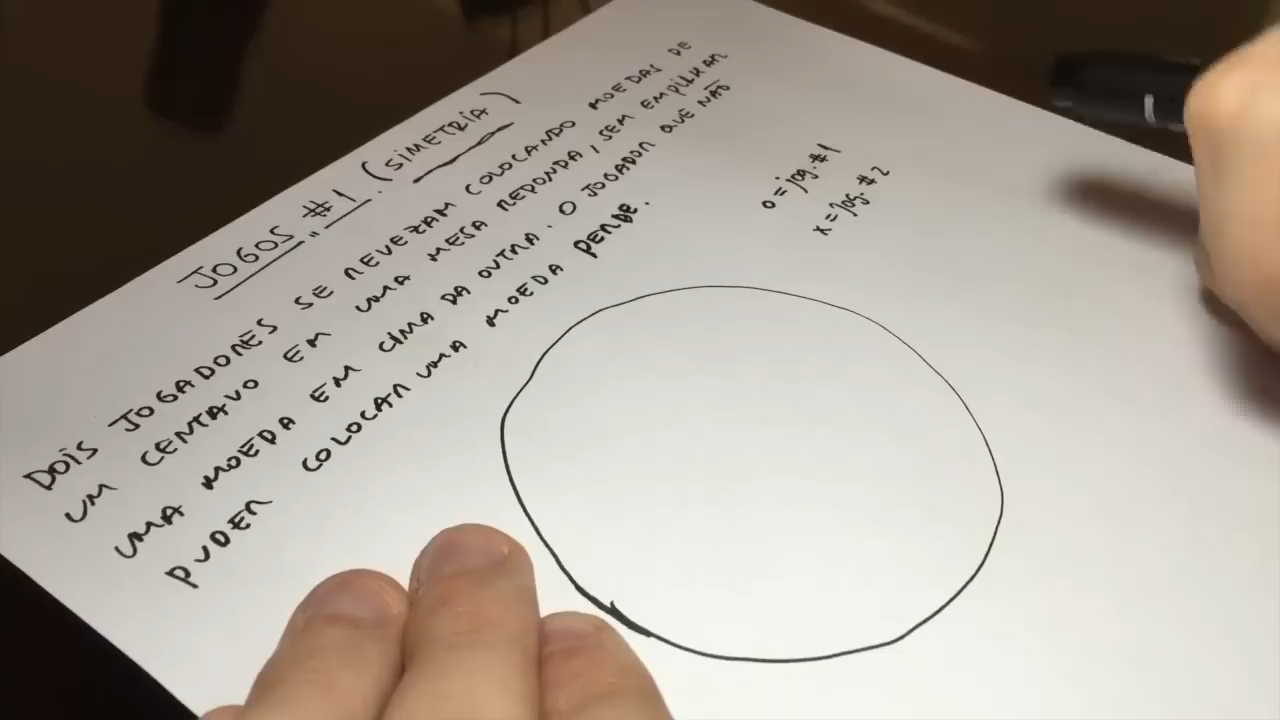 JOGOS #1. (SIMETRIA)
DOIS JOGADORES SE REVEZAM COLOCANDO MOEDAS DE
UM CENTAVO EM UMA MESA REDONDA, SEM EMPILHAR
UMA MOEDA EM CIMA DA OUTRA. O JOGADOR QUE NÃO
PUDER COLOCAR UMA MOEDA PERDE.
O = jog. #1
X = jog. #2